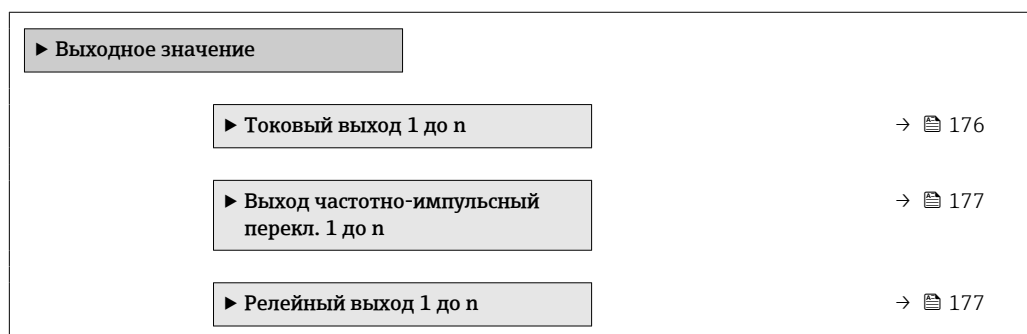 ▶ Выходное значение
▶ Токовый выход 1 до n → 176
▶ Выход частотно-импульсный → 177
перекл. 1 до n
▶ Релейный выход 1 до n → 177